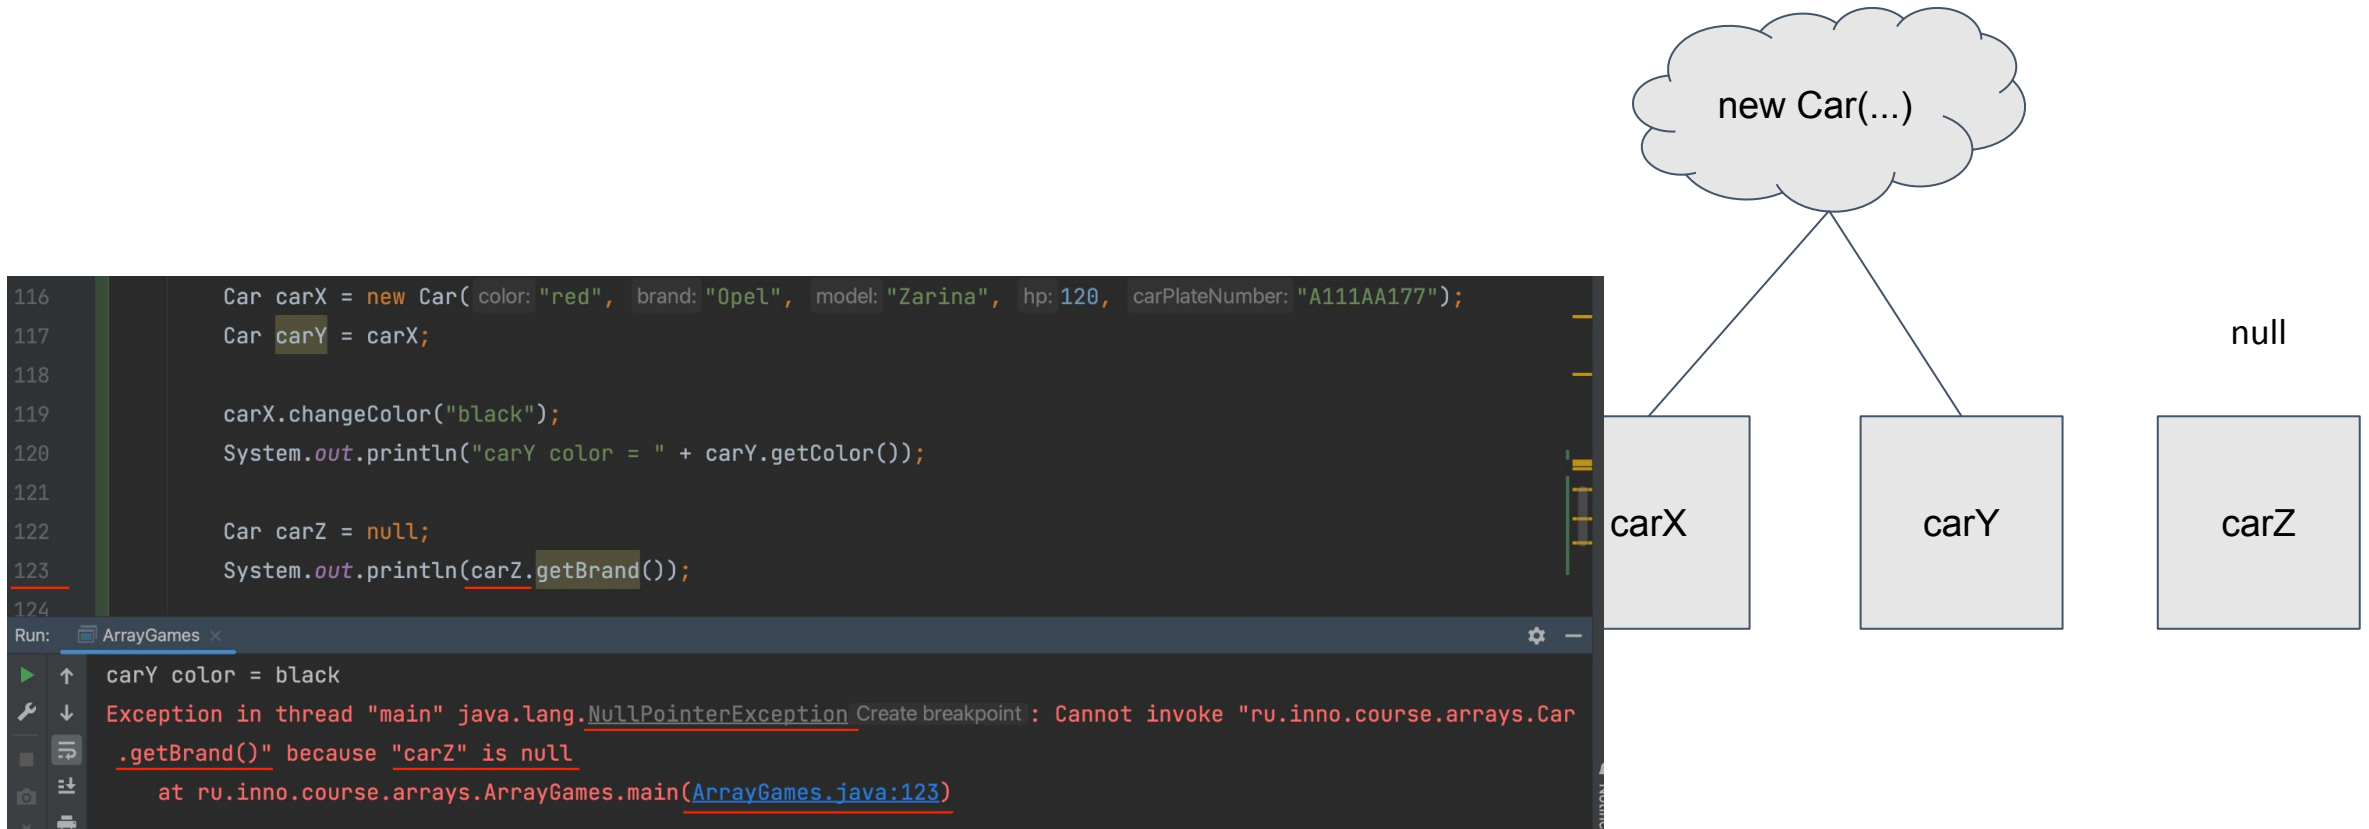 new Car(...)
116 Car carX = new Car( color: "red", brand: "Opel", model: "Zarina", hp: 120, carPlateNumber: "A111AA177");
117 Car carY = carX;
118
119 carX.changeColor("black");
120 System.out.println("carY color = " + carY.getColor());
121
122 Car carZ = null;
123 System.out.println(carZ.getBrand());
124
null
carX
carY
carZ
Run: ArrayGames
carY color = black
Exception in thread "main" java.lang.NullPointerException Create breakpoint : Cannot invoke "ru.inno.course.arrays.Car
.getBrand()" because "carZ" is null
at ru.inno.course.arrays.ArrayGames.main(ArrayGames.java:123)